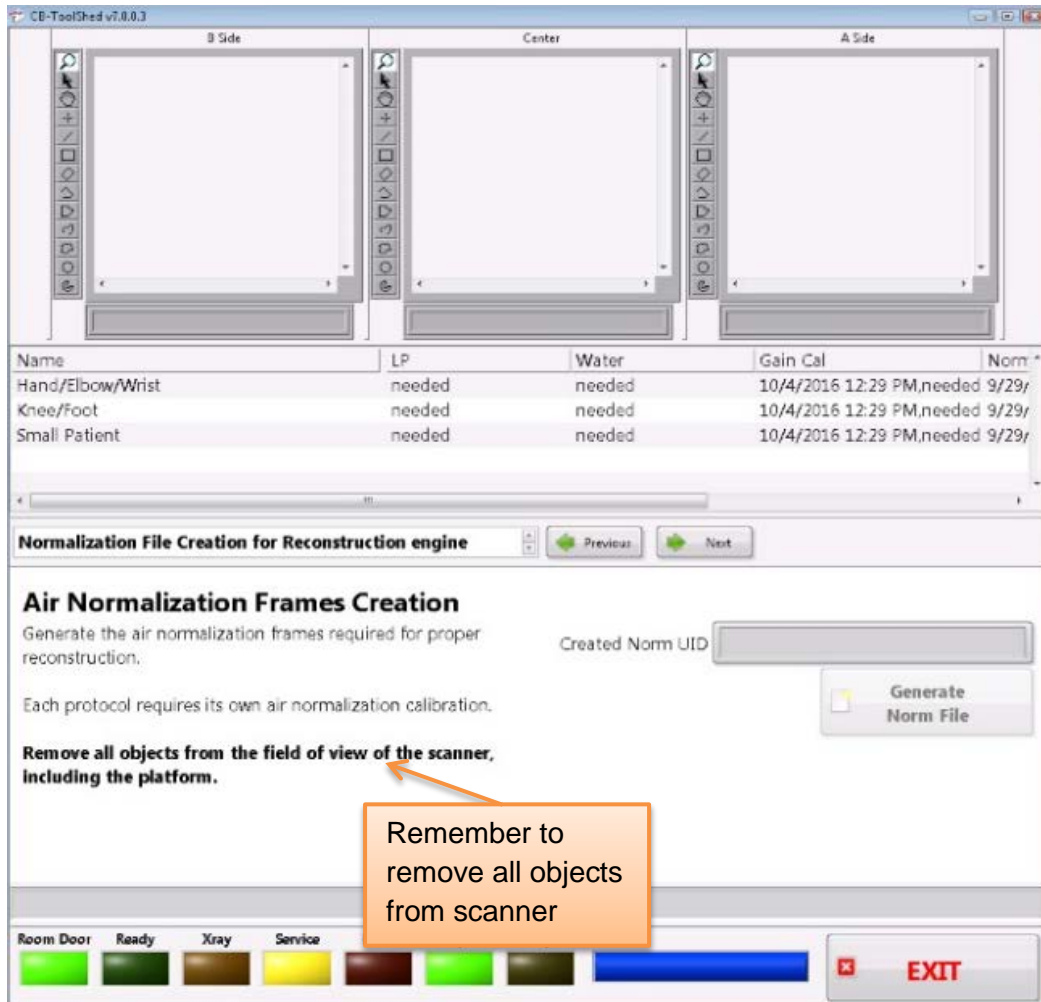 CB-ToolShed v7.0.0.3
B Side Center A Side
Name LP Water Gain Cal Norm
Hand/Elbow/Wrist needed needed 10/4/2016 12:29 PM,needed 9/29/
Knee/Foot needed needed 10/4/2016 12:29 PM,needed 9/29/
Small Patient needed needed 10/4/2016 12:29 PM,needed 9/29/
Normalization File Creation for Reconstruction engine Previous Next
Air Normalization Frames Creation
Generate the air normalization frames required for proper
reconstruction.
Created Norm UID
Each protocol requires its own air normalization calibration.
Generate
Norm File
Remove all objects from the field of view of the scanner,
including the platform.
Remember to
remove all objects
from scanner
Room Door Ready Xray Service
EXIT